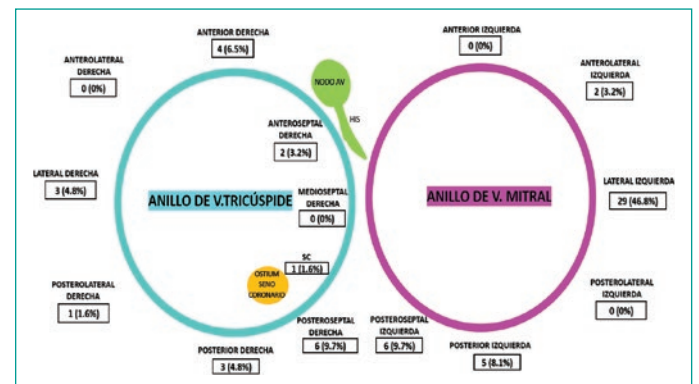 ANTERIOR DERECHA
4 (6.5%)
ANTEROLATERAL
DERECHA
0 (0%)
NODO AV
HIS
ANTEROSEPTAL
DERECHA
2 (3.2%)
LATERAL DERECHA
3 (4.8%)
ANILLO DE V.TRICÚSPIDE
MEDIOSEPTAL
DERECHA
0 (0%)
SC
1 (1.6%)
OSTIUM
SENO
CORONARIO
POSTEROLATERAL
DERECHA
1 (1.6%)
POSTERIOR DERECHA
3 (4.8%)
POSTEROSEPTAL
DERECHA
6 (9.7%)
ANTERIOR IZQUIERDA
0 (0%)
ANTEROLATERAL
IZQUIERDA
2 (3.2%)
ANILLO DE V. MITRAL
LATERAL IZQUIERDA
29 (46.8%)
POSTEROLATERAL
IZQUIERDA
0 (0%)
POSTEROSEPTAL
IZQUIERDA
6 (9.7%)
POSTERIOR IZQUIERDA
5 (8.1%)